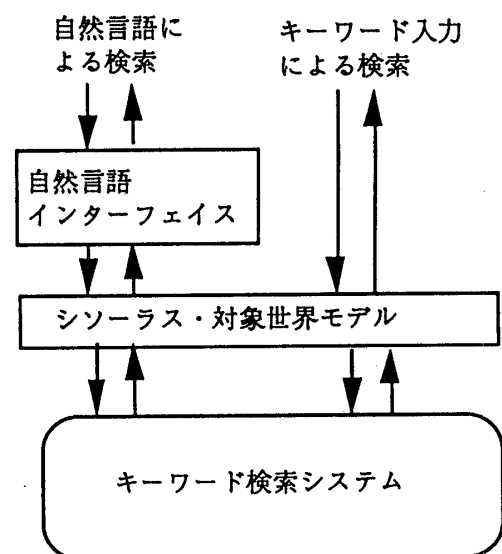 自然言語に
よる検索
キーワード入力
による検索
自然言語
インターフェイス
シソーラス・対象世界モデル
キーワード検索システム